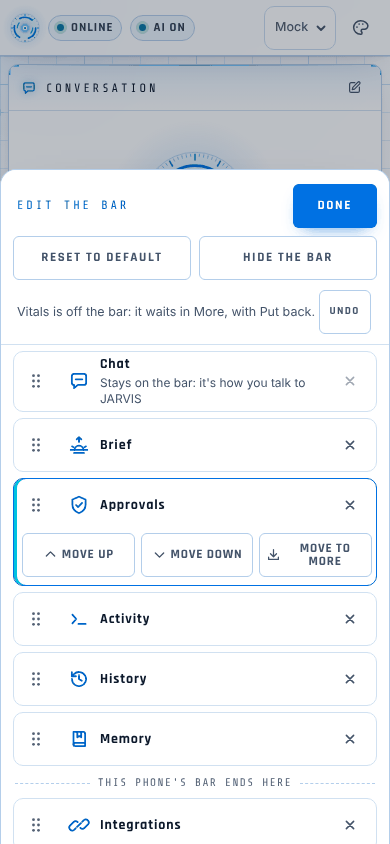 ONLINE
AI ON
Mock
CONVERSATION
EDIT THE BAR
DONE
RESET TO DEFAULT
HIDE THE BAR
Vitals is off the bar: it waits in More, with Put back.
UNDO
Chat
Stays on the bar: it's how you talk to
JARVIS
Brief
Approvals
MOVE UP
MOVE DOWN
MOVE TO
MORE
Activity
History
Memory
THIS PHONE'S BAR ENDS HERE
Integrations